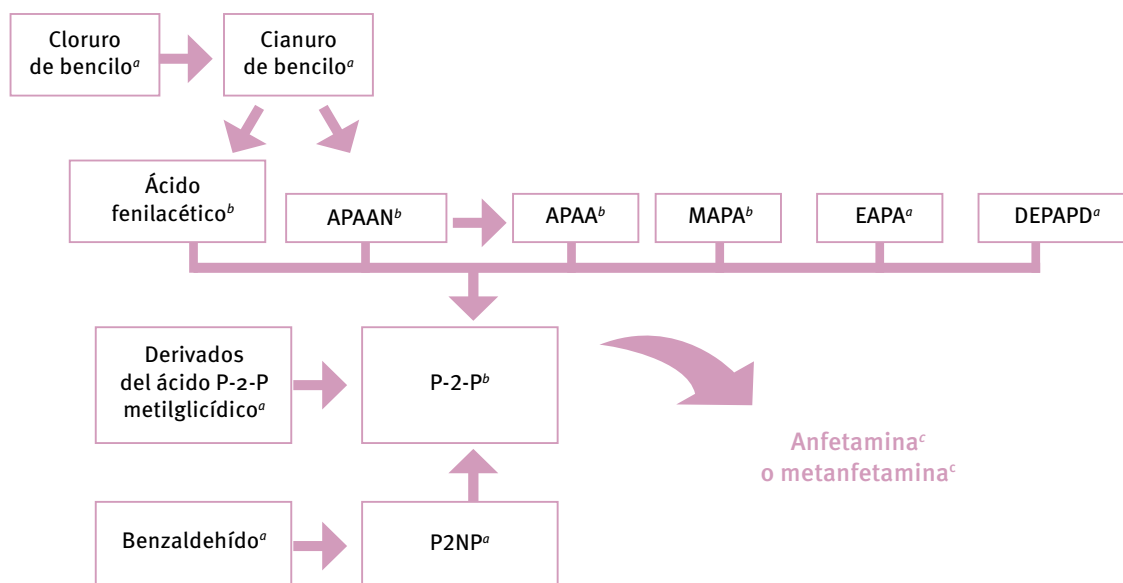 Cloruro
de bencilo^a
Cianuro
de bencilo^a
Ácido
fenilacético^b
APAAN^b
APAA^b
MAPA^b
EAPA^a
DEPAPD^a
Derivados
del ácido P-2-P
metilglicídico^a
P-2-P^b
Anfetamina^c
o metanfetamina^c
Benzaldehído^a
P2NP^a